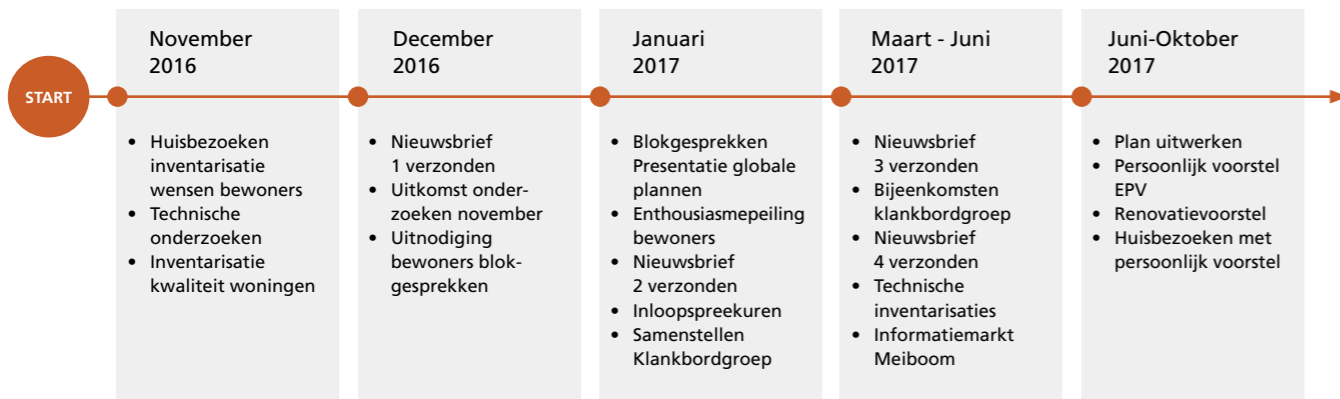 START
November
2016
• Huisbezoeken
inventarisatie
wensen bewoners
• Technische
onderzoeken
• Inventarisatie
kwaliteit woningen
December
2016
• Nieuwsbrief
1 verzonden
• Uitkomst onder-
zoeken november
• Uitnodiging
bewoners blok-
gesprekken
Januari
2017
• Blokgesprekken
Presentatie globale
plannen
• Enthousiasmepeiling
bewoners
• Nieuwsbrief
2 verzonden
• Inloopspreekuren
• Samenstellen
Klankbordgroep
Maart - Juni
2017
• Nieuwsbrief
3 verzonden
• Bijeenkomsten
klankbordgroep
• Nieuwsbrief
4 verzonden
• Technische
inventarisaties
• Informatiemarkt
Meiboom
Juni-Oktober
2017
• Plan uitwerken
• Persoonlijk voorstel
EPV
• Renovatievoorstel
• Huisbezoeken met
persoonlijk voorstel